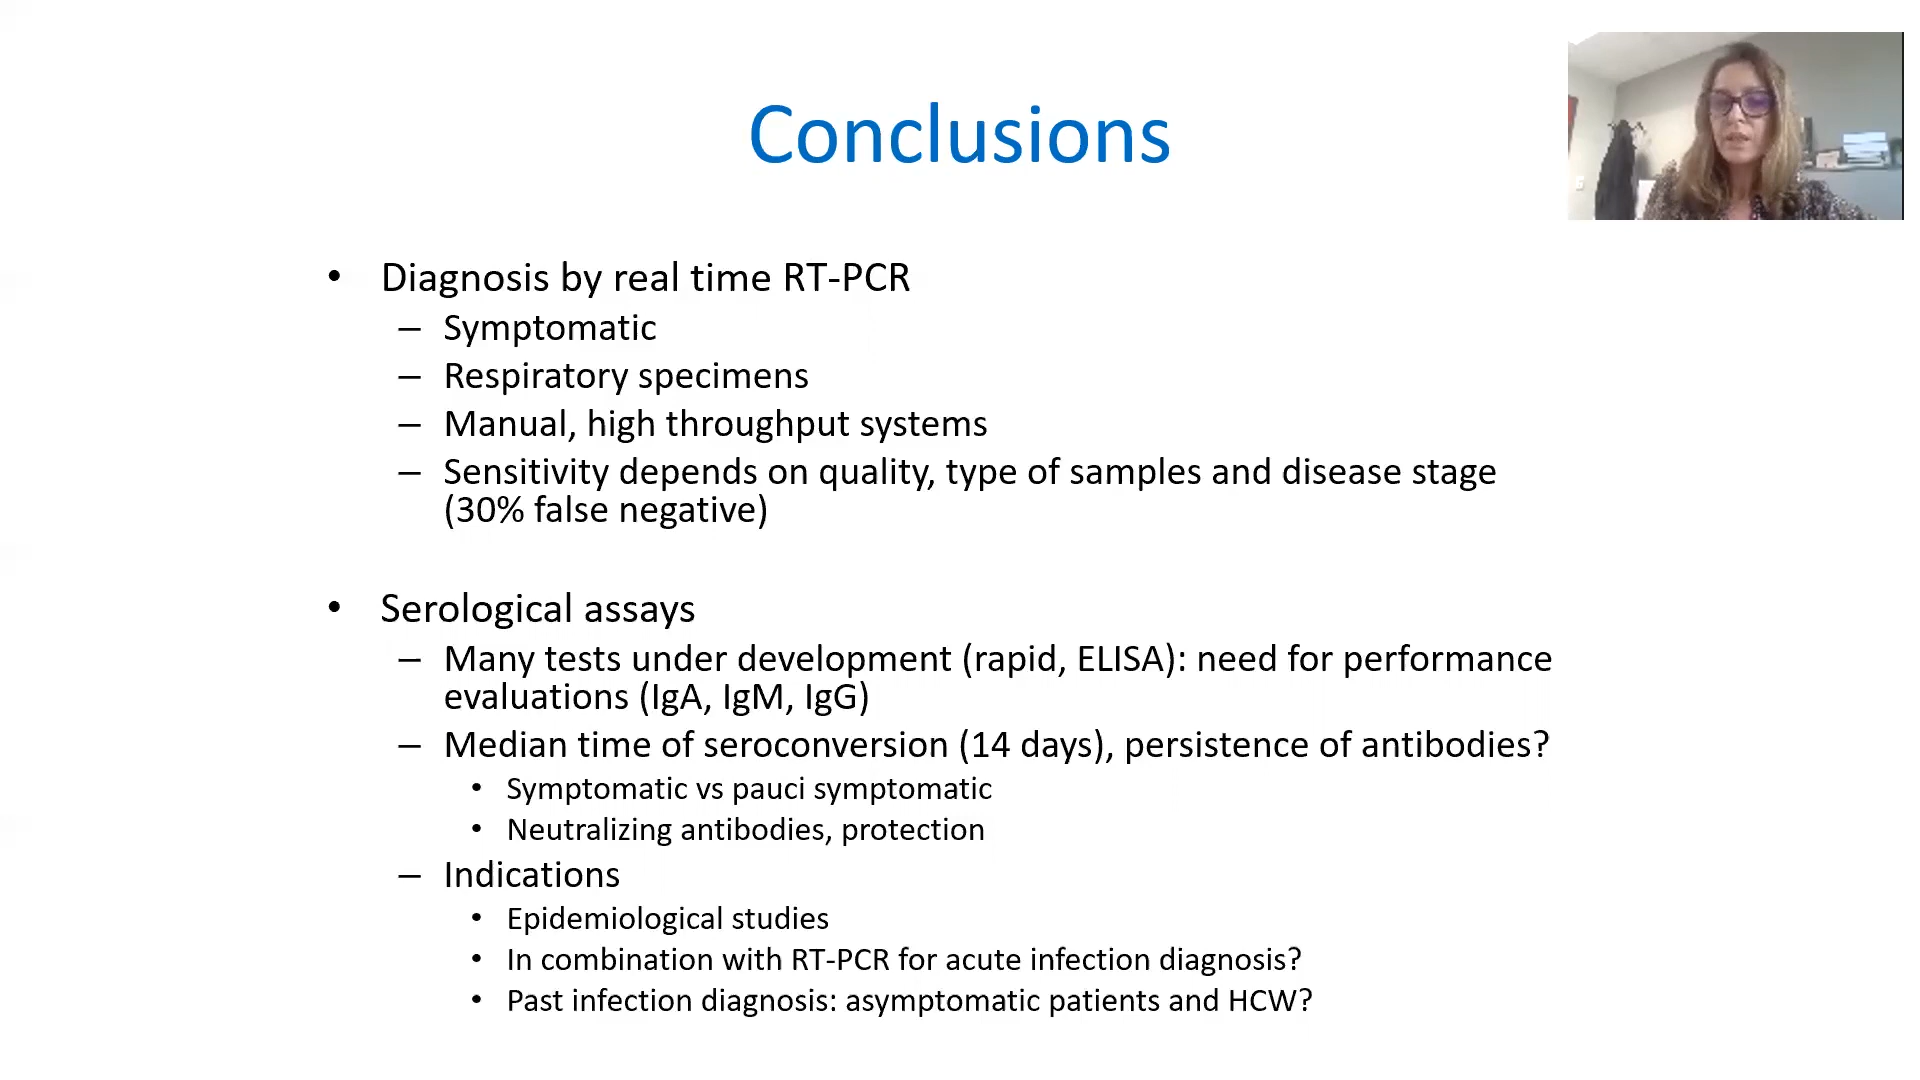 Conclusions
• Diagnosis by real time RT-PCR
– Symptomatic
– Respiratory specimens
– Manual, high throughput systems
– Sensitivity depends on quality, type of samples and disease stage
(30% false negative)
• Serological assays
– Many tests under development (rapid, ELISA): need for performance
evaluations (IgA, IgM, IgG)
– Median time of seroconversion (14 days), persistence of antibodies?
• Symptomatic vs pauci symptomatic
• Neutralizing antibodies, protection
– Indications
• Epidemiological studies
• In combination with RT-PCR for acute infection diagnosis?
• Past infection diagnosis: asymptomatic patients and HCW?